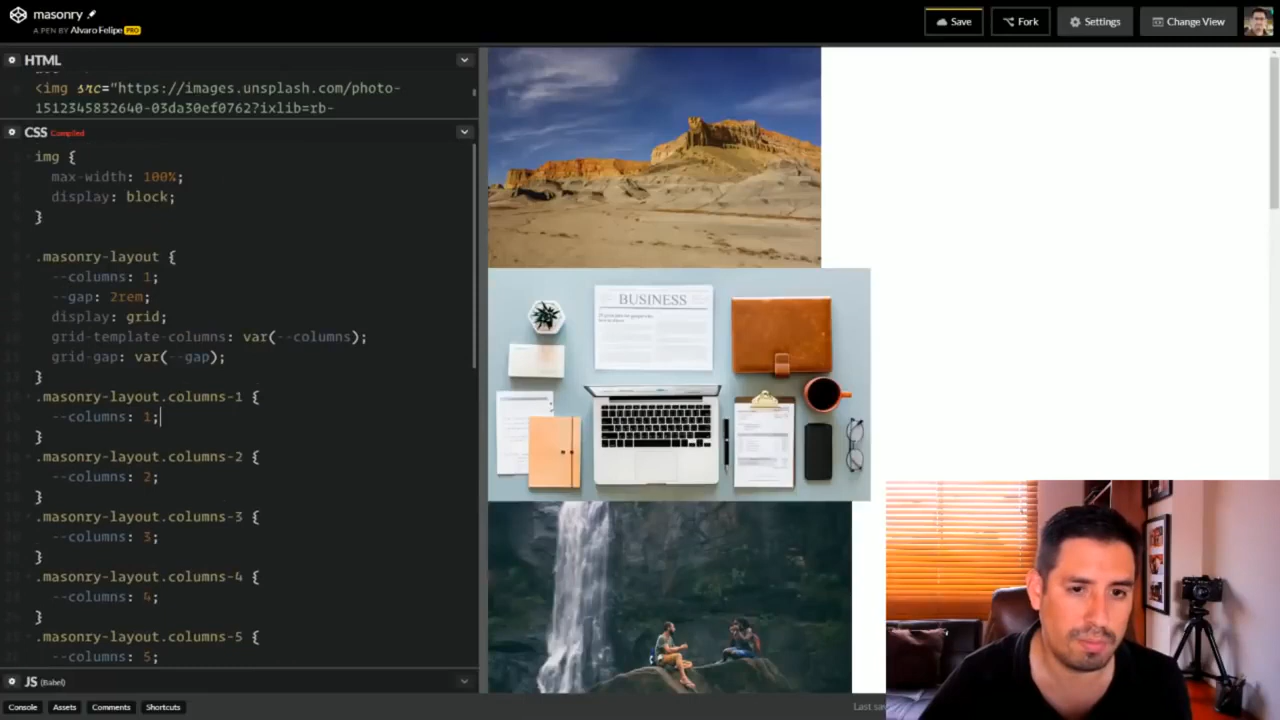 masonry
A PEN BY Alvaro Felipe PRO
Save
Fork
Settings
Change View
HTML
<img src="https://images.unsplash.com/photo-
1512345832640-03da30ef0762?ixlib=rb-
CSS Compiled
img {
max-width: 100%;
display: block;
}
.masonry-layout {
--columns: 1;
--gap: 2rem;
display: grid;
grid-template-columns: var(--columns);
grid-gap: var(--gap);
}
.masonry-layout.columns-1 {
--columns: 1;
}
.masonry-layout.columns-2 {
--columns: 2;
}
.masonry-layout.columns-3 {
--columns: 3;
}
.masonry-layout.columns-4 {
--columns: 4;
}
.masonry-layout.columns-5 {
--columns: 5;
JS (Babel)
Console
Assets
Comments
Shortcuts
Last
BUSINESS